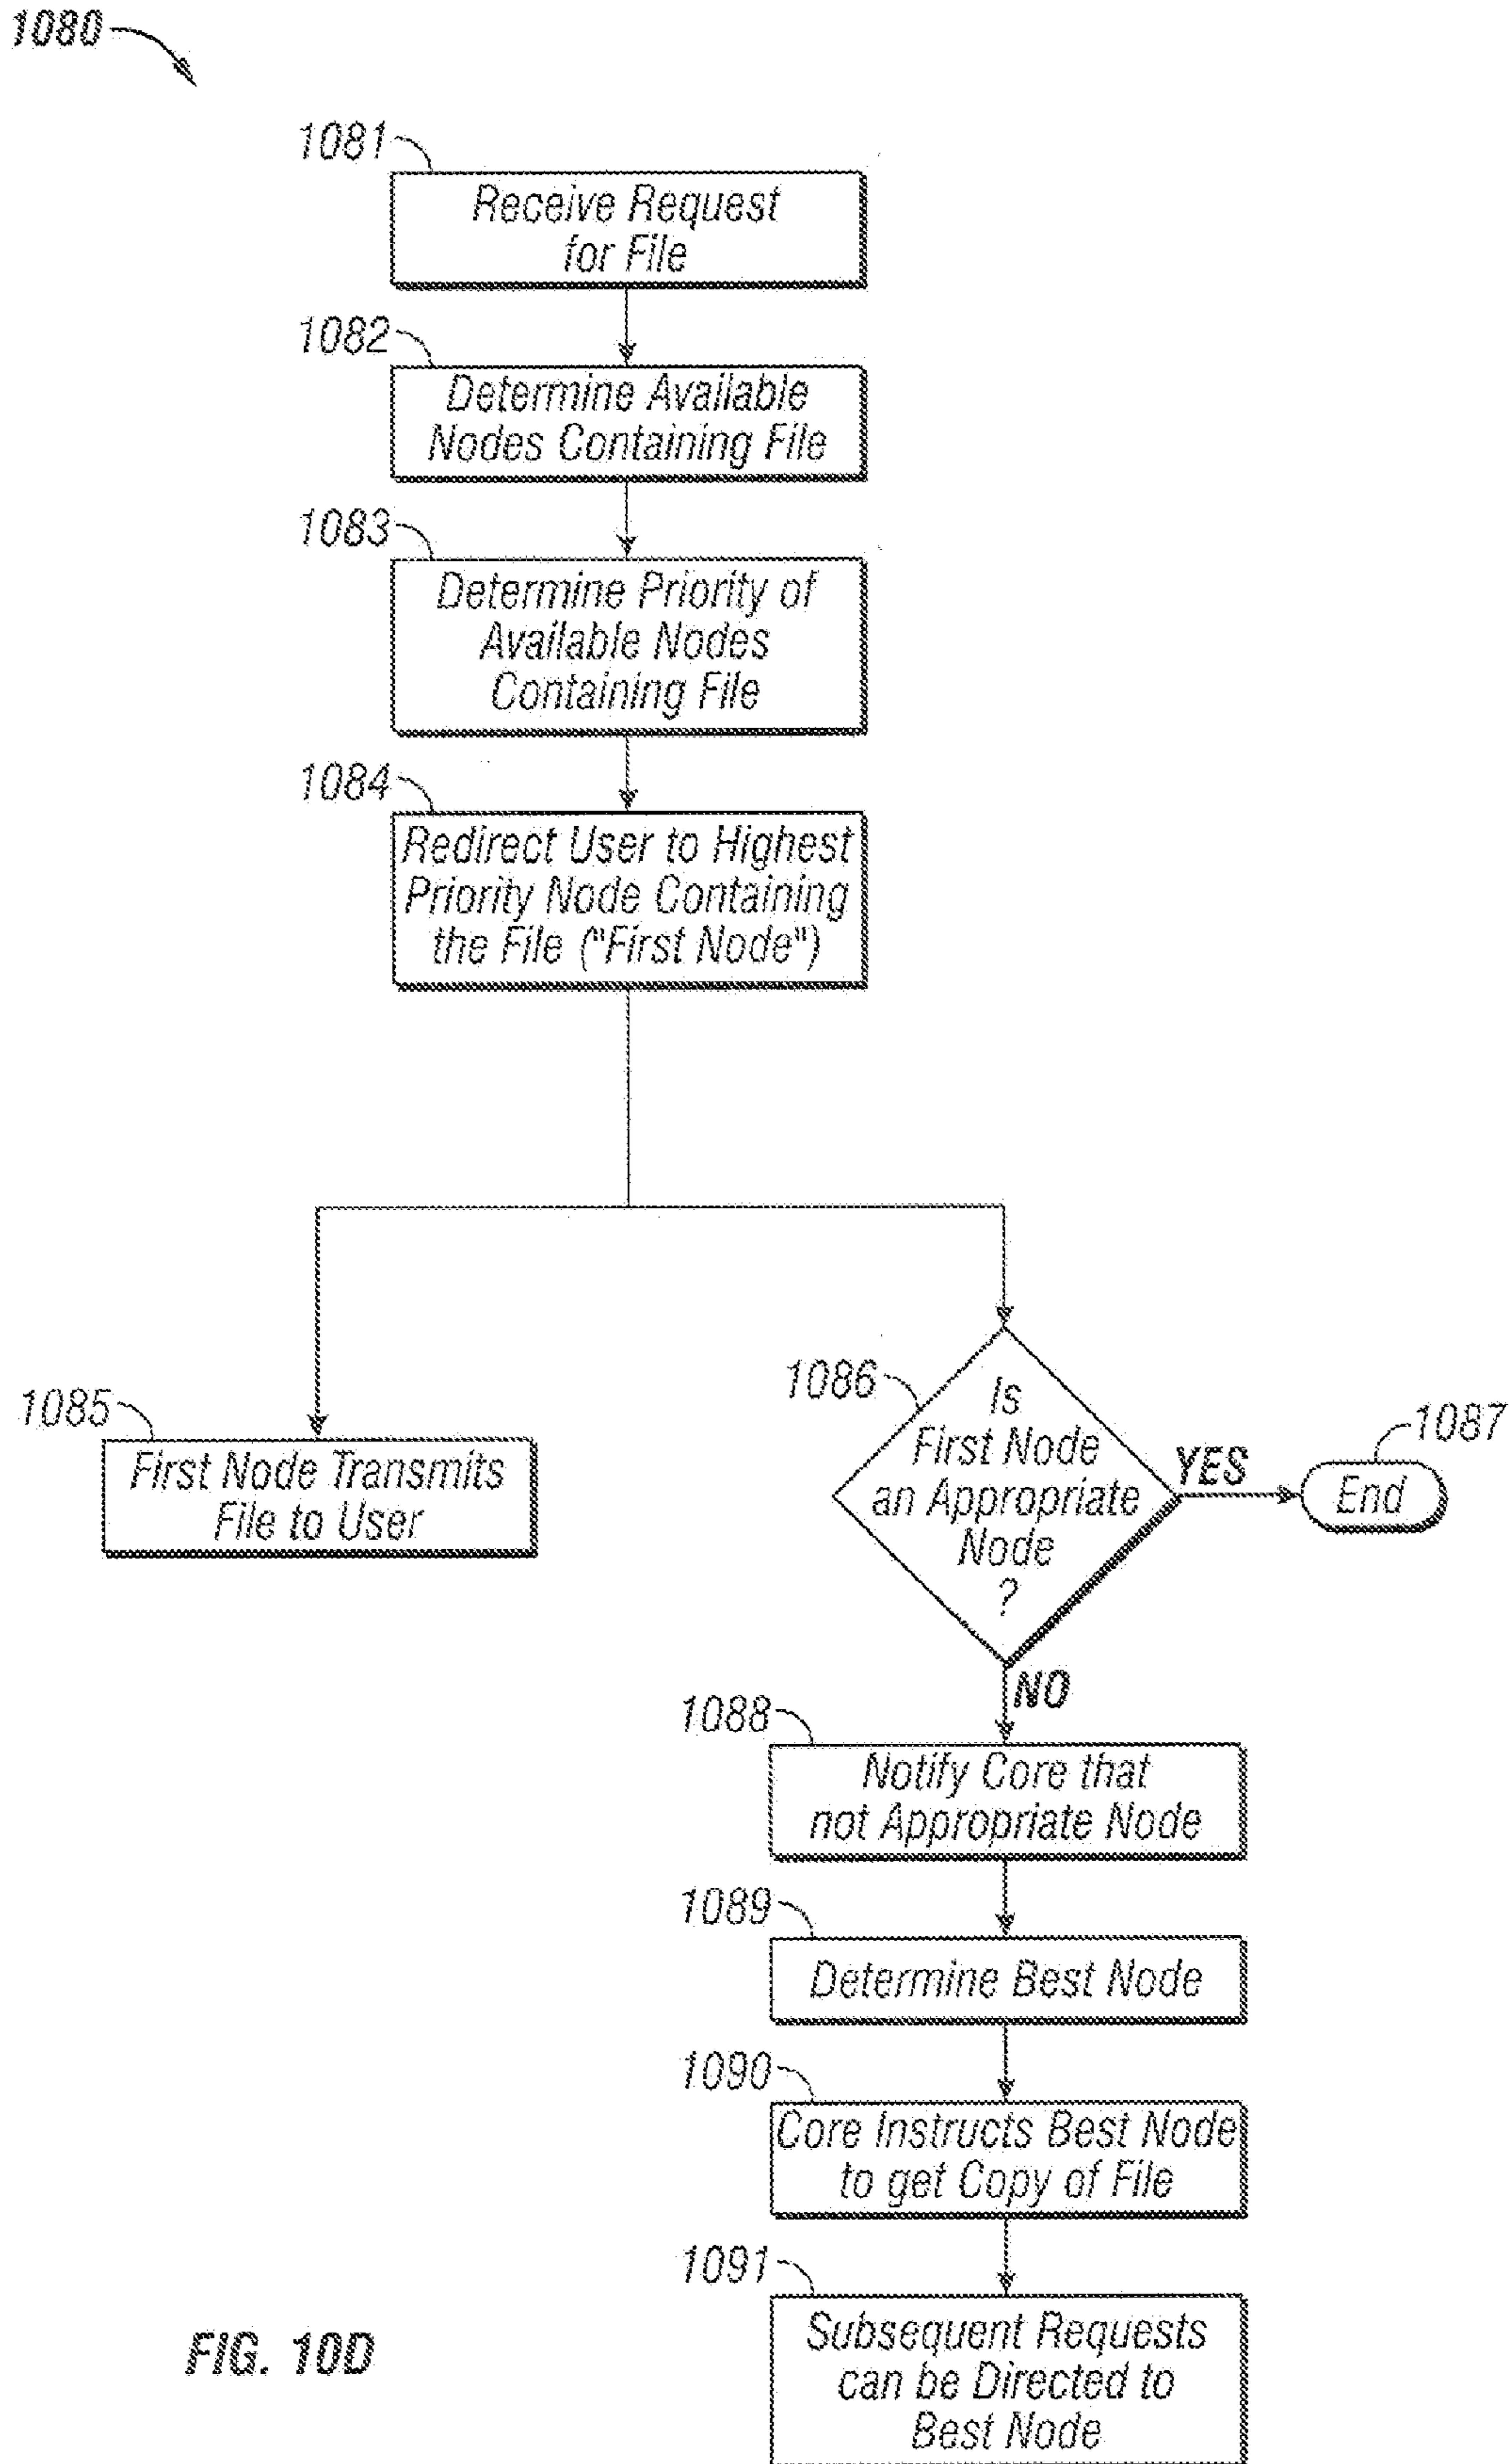 1080
1081
Receive Request
for File
1082
Determine Available
Nodes Containing File
1083
Determine Priority of
Available Nodes
Containing File
1084
Redirect User to Highest
Priority Node Containing
the File ("First Node")
1085
First Node Transmits
File to User
1086
Is
First Node
an Appropriate
Node
?
YES
1087
End
NO
1088
Notify Core that
not Appropriate Node
1089
Determine Best Node
1090
Core Instructs Best Node
to get Copy of File
1091
Subsequent Requests
can be Directed to
Best Node
FIG. 10D